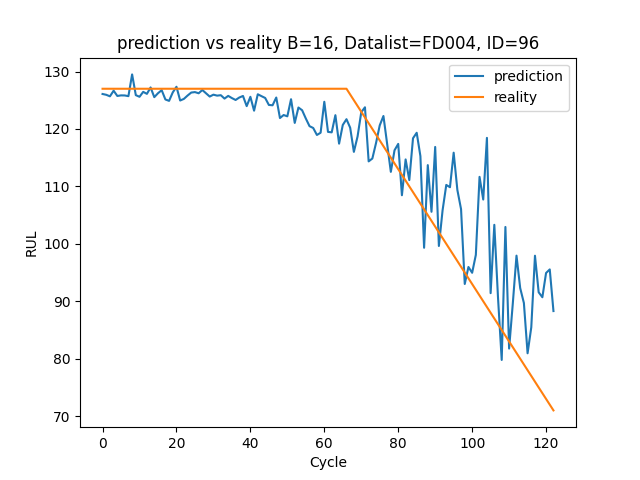 prediction vs reality B=16, Datalist=FD004, ID=96
prediction
reality
RUL
130
120
110
100
90
80
70
0 20 40 60 80 100 120
Cycle